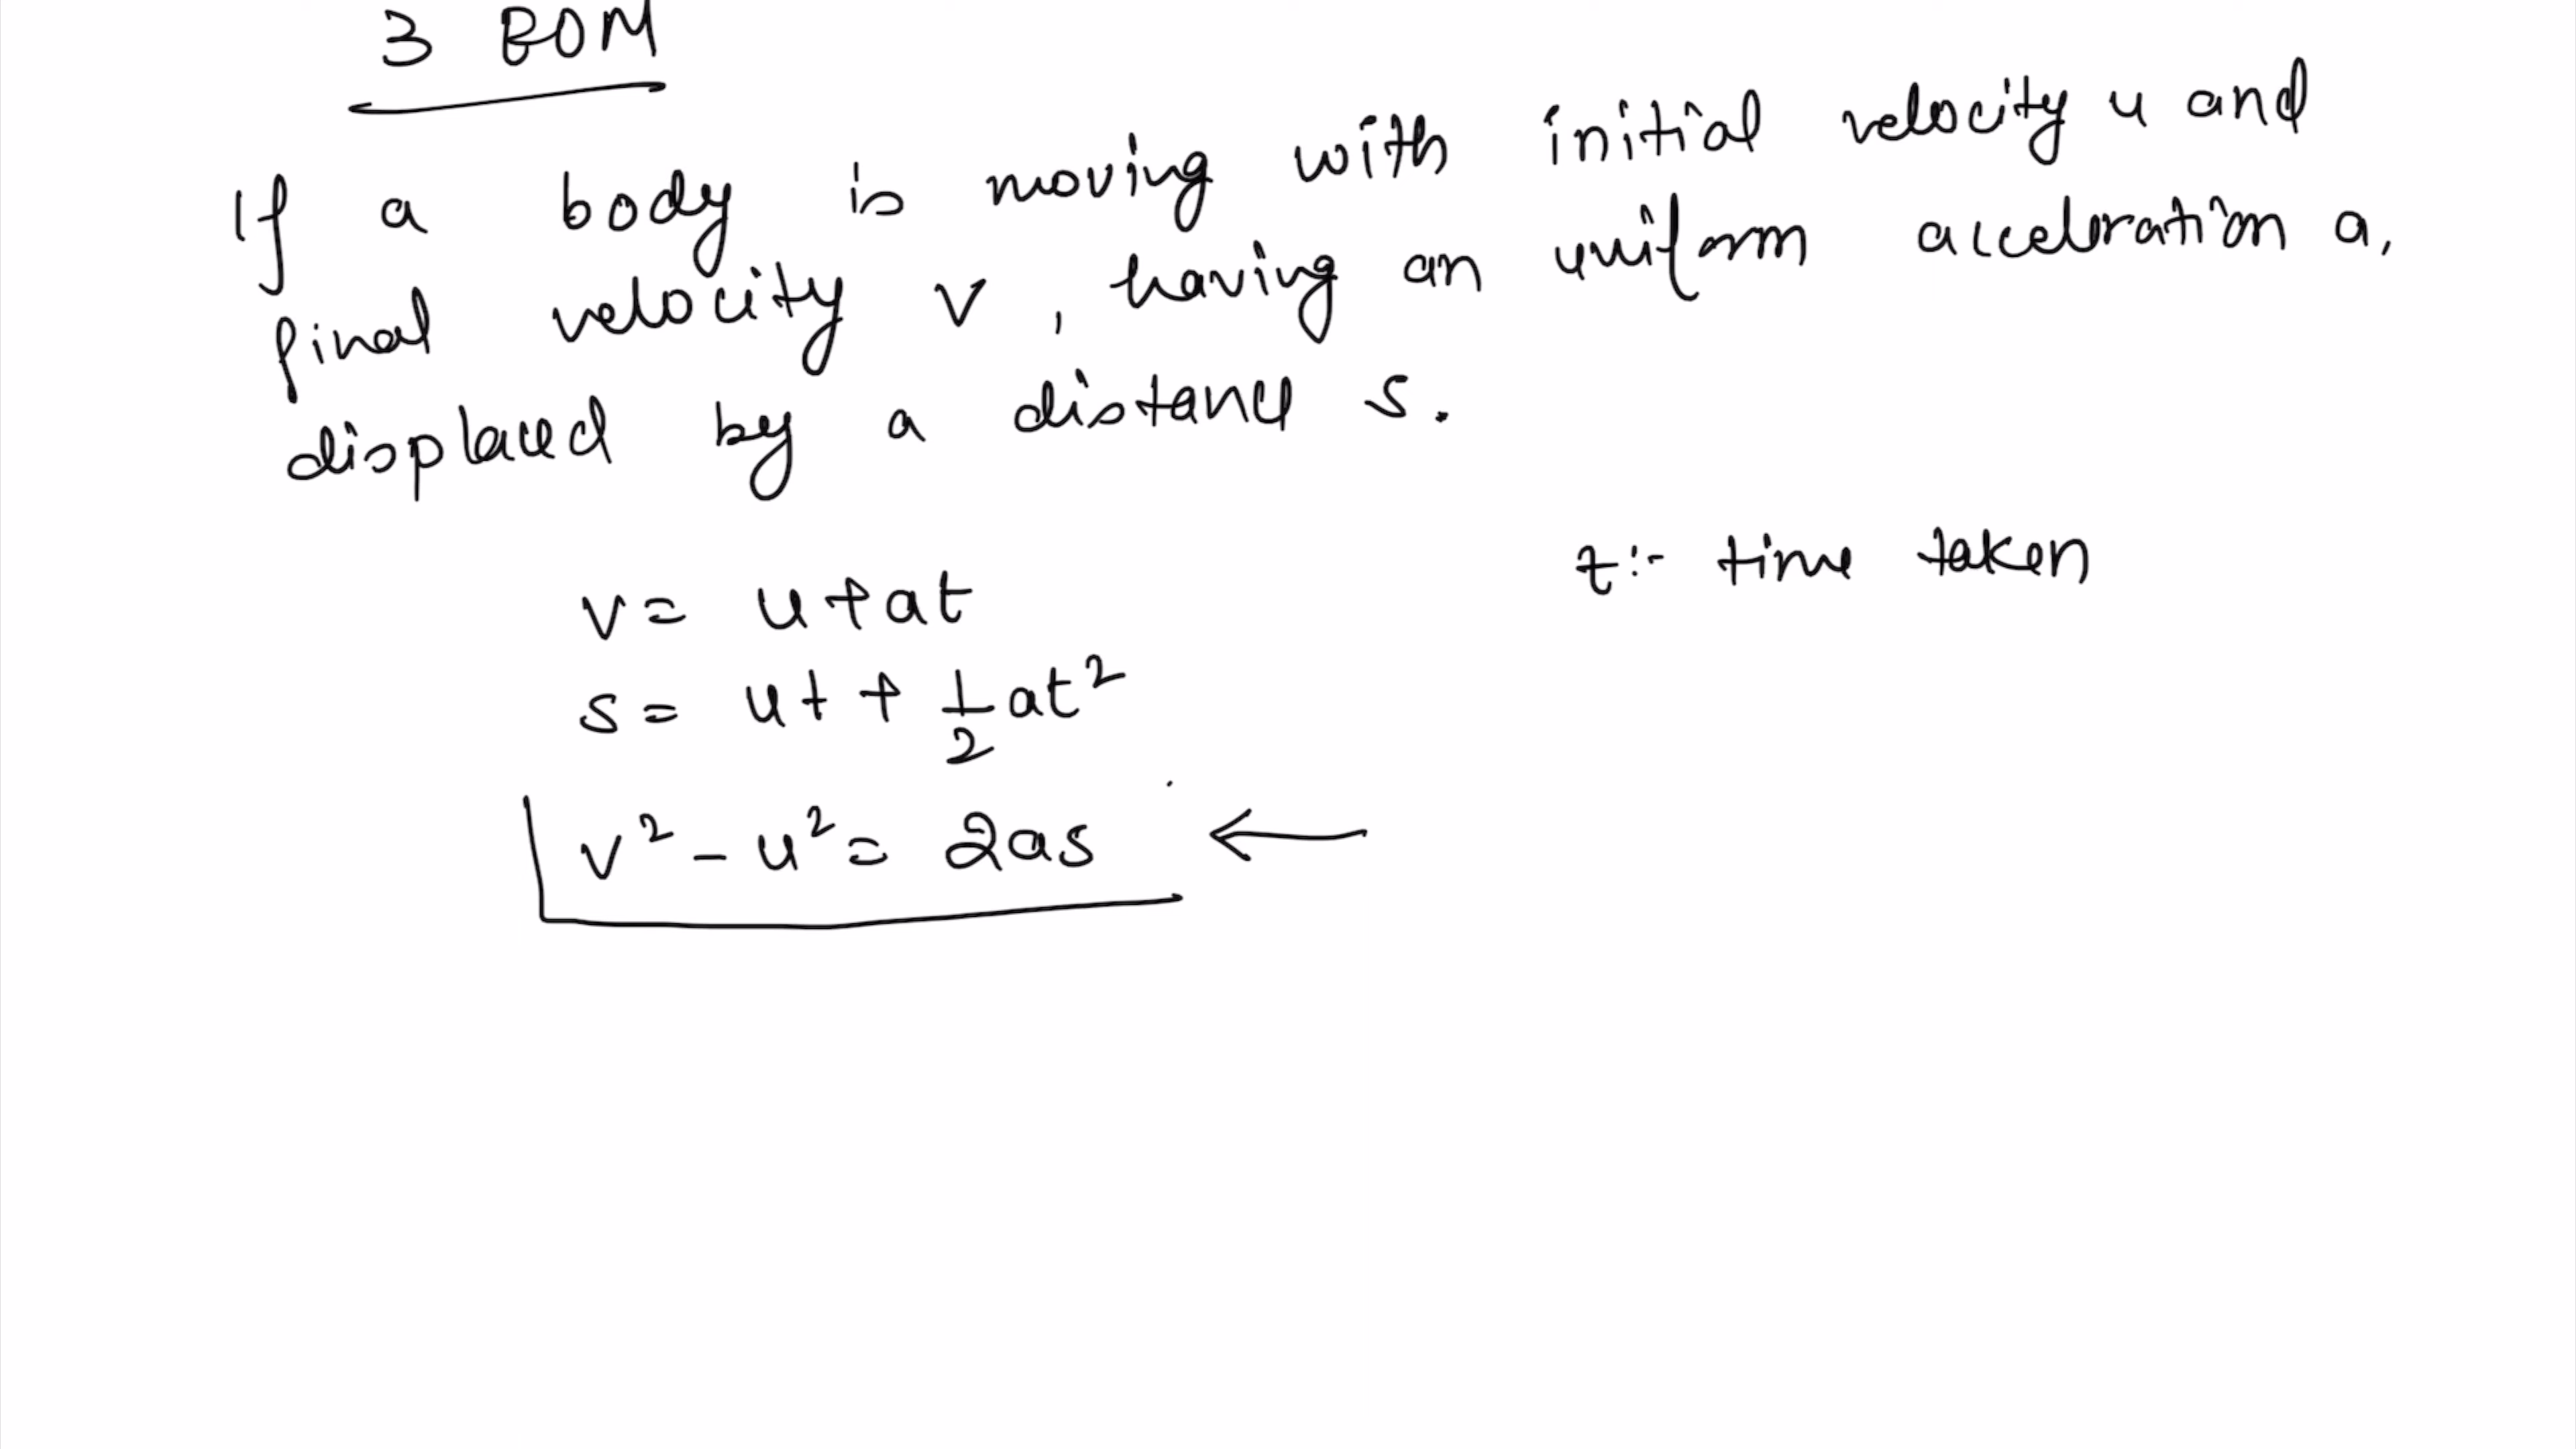 3 EOM
If a body is moving with initial velocity u and
final velocity v, having an uniform acceleration a,
displaced by a distance s.
t:- time taken
v = u + at
s = ut + 1/2 at²
v² - u² = 2as ←